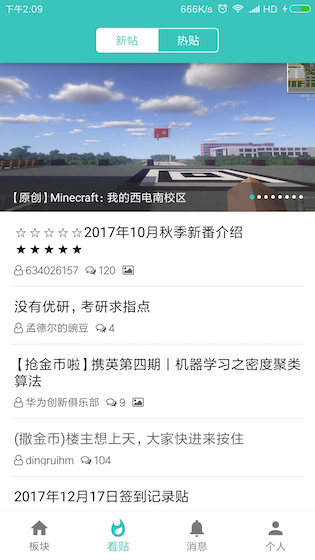 下午2:09
666K/s
HD
新帖
热贴
【原创】Minecraft：我的西电南校区
☆☆☆☆☆2017年10月秋季新番介绍
★★★★★
634026157
120
没有优研，考研求指点
孟德尔的豌豆
4
【抢金币啦】携英第四期丨机器学习之密度聚类
算法
华为创新俱乐部
9
(撒金币)楼主想上天，大家快进来按住
dingruihm
104
2017年12月17日签到记录贴
板块
看贴
消息
个人